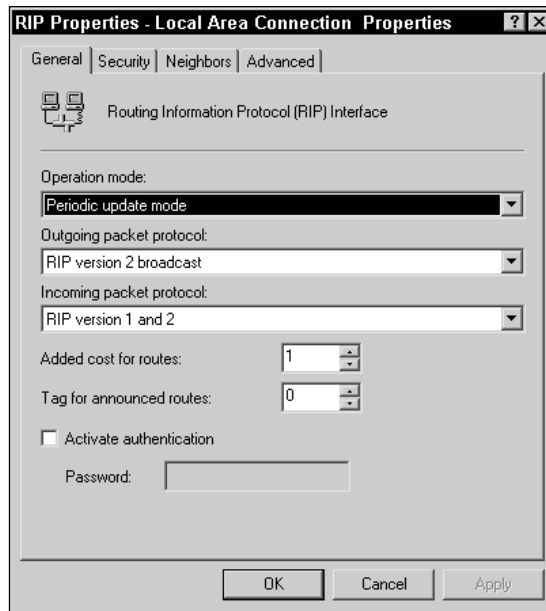 RIP Properties - Local Area Connection Properties
General Security Neighbors Advanced
Routing Information Protocol (RIP) Interface
Operation mode:
Periodic update mode
Outgoing packet protocol:
RIP version 2 broadcast
Incoming packet protocol:
RIP version 1 and 2
Added cost for routes: 1
Tag for announced routes: 0
Activate authentication
Password:
OK Cancel Apply